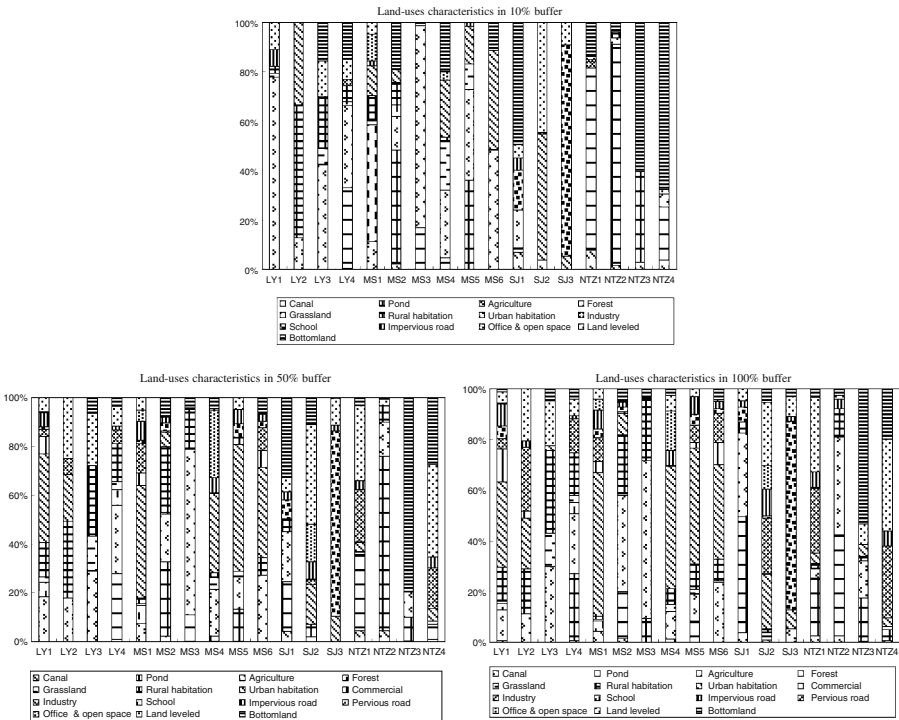 Land-uses characteristics in 10% buffer
100%
80%
60%
40%
20%
0%
LY1 LY2 LY3 LY4 MS1 MS2 MS3 MS4 MS5 MS6 SJ1 SJ2 SJ3 NTZ1 NTZ2 NTZ3 NTZ4
Canal Pond Agriculture Forest
Grassland Rural habitation Urban habitation Industry
School Impervious road Office & open space Land leveled
Bottomland
Land-uses characteristics in 50% buffer
100%
80%
60%
40%
20%
0%
LY1 LY2 LY3 LY4 MS1 MS2 MS3 MS4 MS5 MS6 SJ1 SJ2 SJ3 NTZ1 NTZ2 NTZ3 NTZ4
Canal Pond Agriculture Forest
Grassland Rural habitation Urban habitation Commercial
Industry School Impervious road Pervious road
Office & open space Land leveled Bottomland
Land-uses characteristics in 100% buffer
100%
80%
60%
40%
20%
0%
LY1 LY2 LY3 LY4 MS1 MS2 MS3 MS4 MS5 MS6 SJ1 SJ2 SJ3 NTZ1 NTZ2 NTZ3 NTZ4
Canal Pond Agriculture Forest
Grassland Rural habitation Urban habitation Commercial
Industry School Impervious road Pervious road
Office & open space Land leveled Bottomland